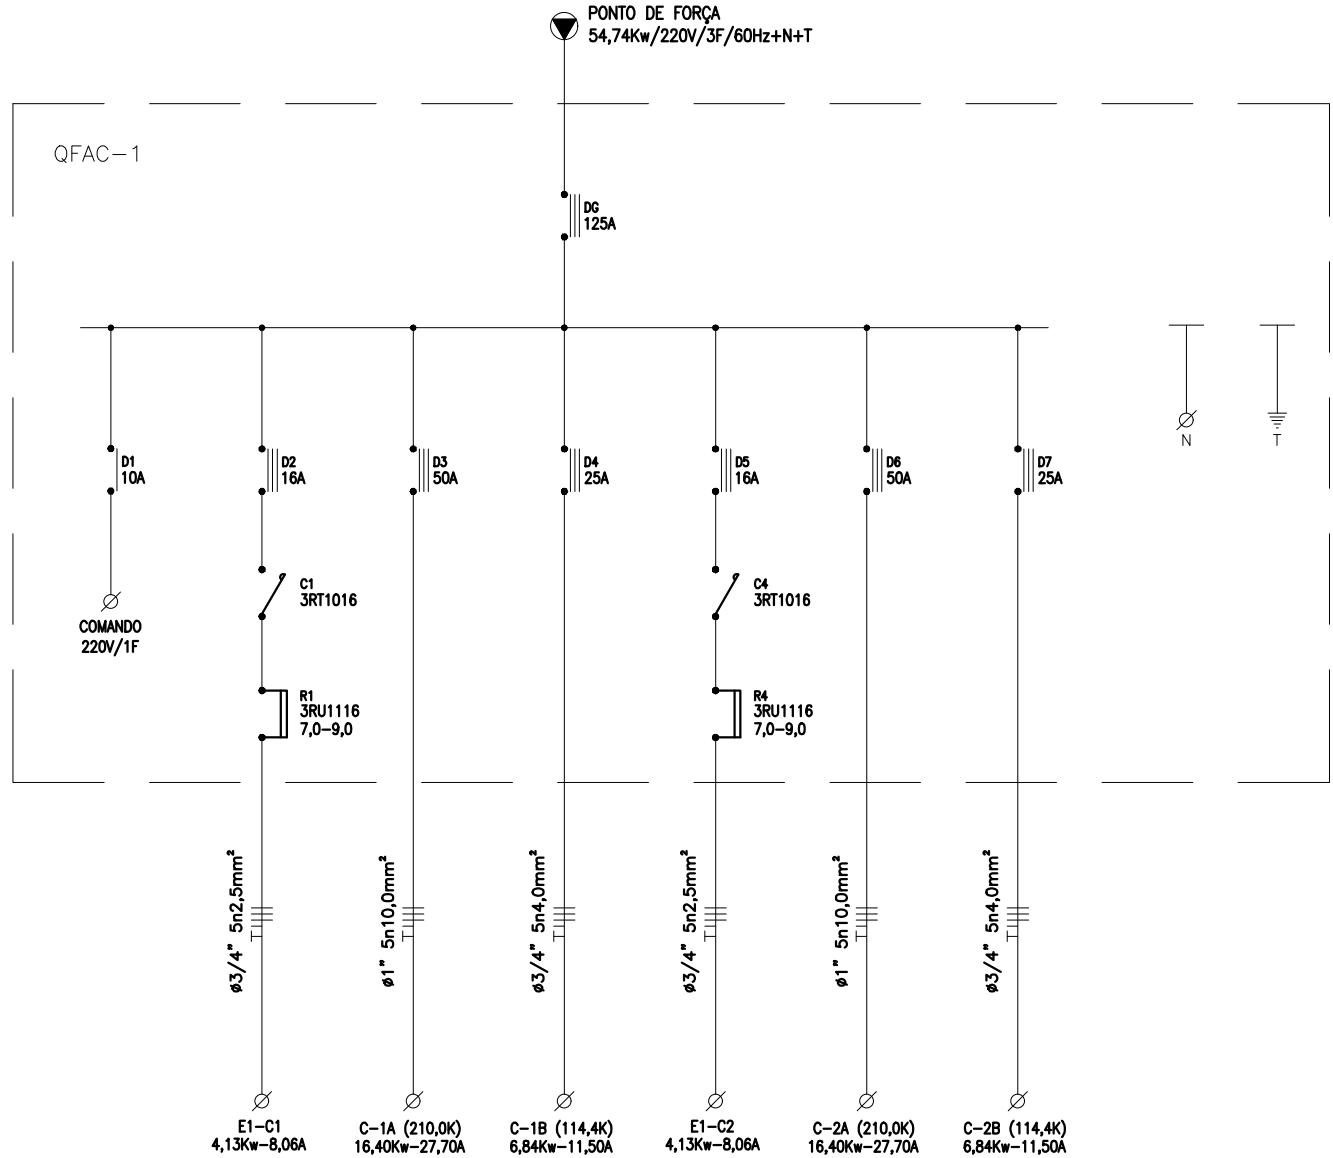 PONTO DE FORÇA
54,74Kw/220V/3F/60Hz+N+T
QFAC-1
DG
125A
D1
10A
D2
16A
D3
50A
D4
25A
D5
16A
D6
50A
D7
25A
N
T
C1
3RT1016
C4
3RT1016
COMANDO
220V/1F
R1
3RU1116
7,0-9,0
R4
3RU1116
7,0-9,0
ø3/4" 5n2,5mm²
ø1" 5n10,0mm²
ø3/4" 5n4,0mm²
ø3/4" 5n2,5mm²
ø1" 5n10,0mm²
ø3/4" 5n4,0mm²
E1-C1
4,13Kw-8,06A
C-1A (210,0K)
16,40Kw-27,70A
C-1B (114,4K)
6,84Kw-11,50A
E1-C2
4,13Kw-8,06A
C-2A (210,0K)
16,40Kw-27,70A
C-2B (114,4K)
6,84Kw-11,50A